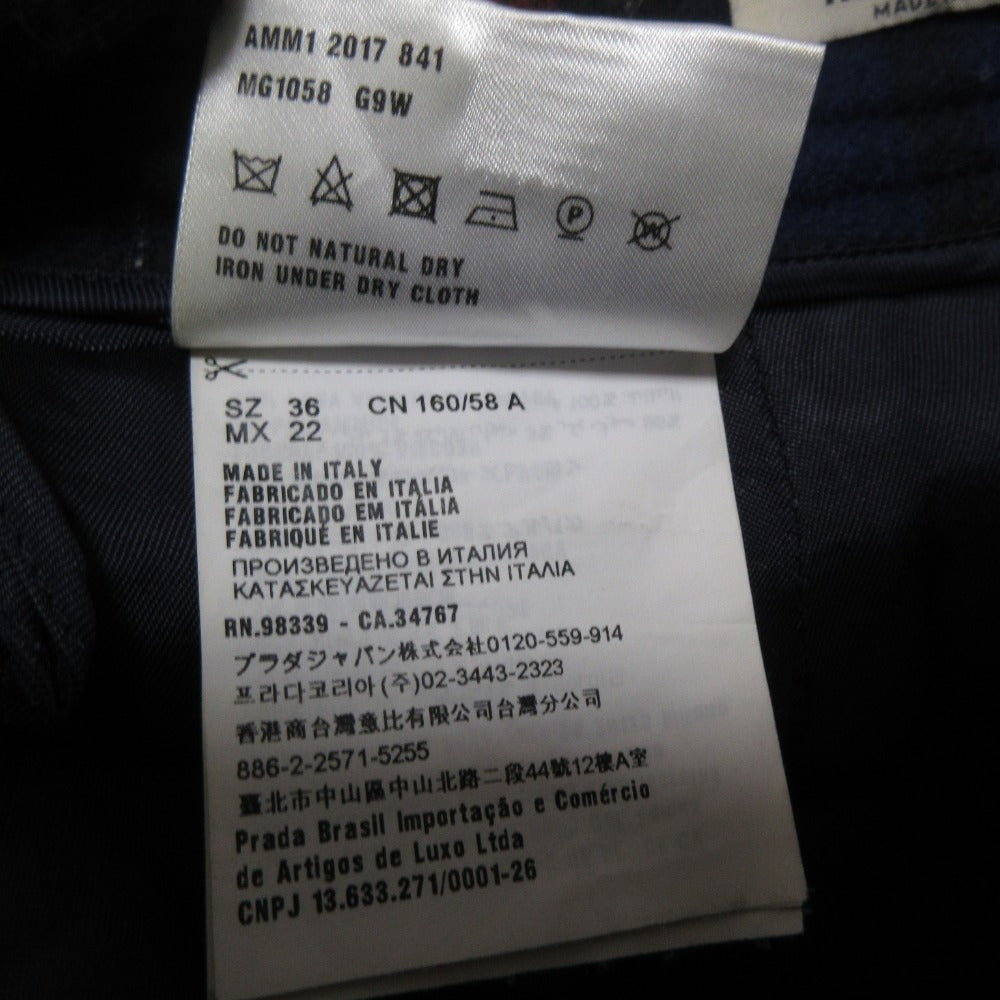 MADE
AMM1 2017 841
MG1058 G9W
P
W
DO NOT NATURAL DRY
IRON UNDER DRY CLOTH
SZ 36 CN 160/58 A
MX 22
MADE IN ITALY
FABRICADO EN ITALIA
FABRICADO EM ITÁLIA
FABRIQUÉ EN ITALIE
ПРОИЗВЕДЕНО В ИТАЛИЯ
ΚΑΤΑΣΚΕΥΑΖΕΤΑΙ ΣΤΗΝ ΙΤΑΛΙΑ
RN.98339 - CA.34767
プラダジャパン株式会社0120-559-914
프라다코리아(주)02-3443-2323
香港商台灣意比有限公司台灣分公司
886-2-2571-5255
臺北市中山區中山北路二段44號12樓A室
Prada Brasil Importação e Comércio
de Artigos de Luxo Ltda
CNPJ 13.633.271/0001-26